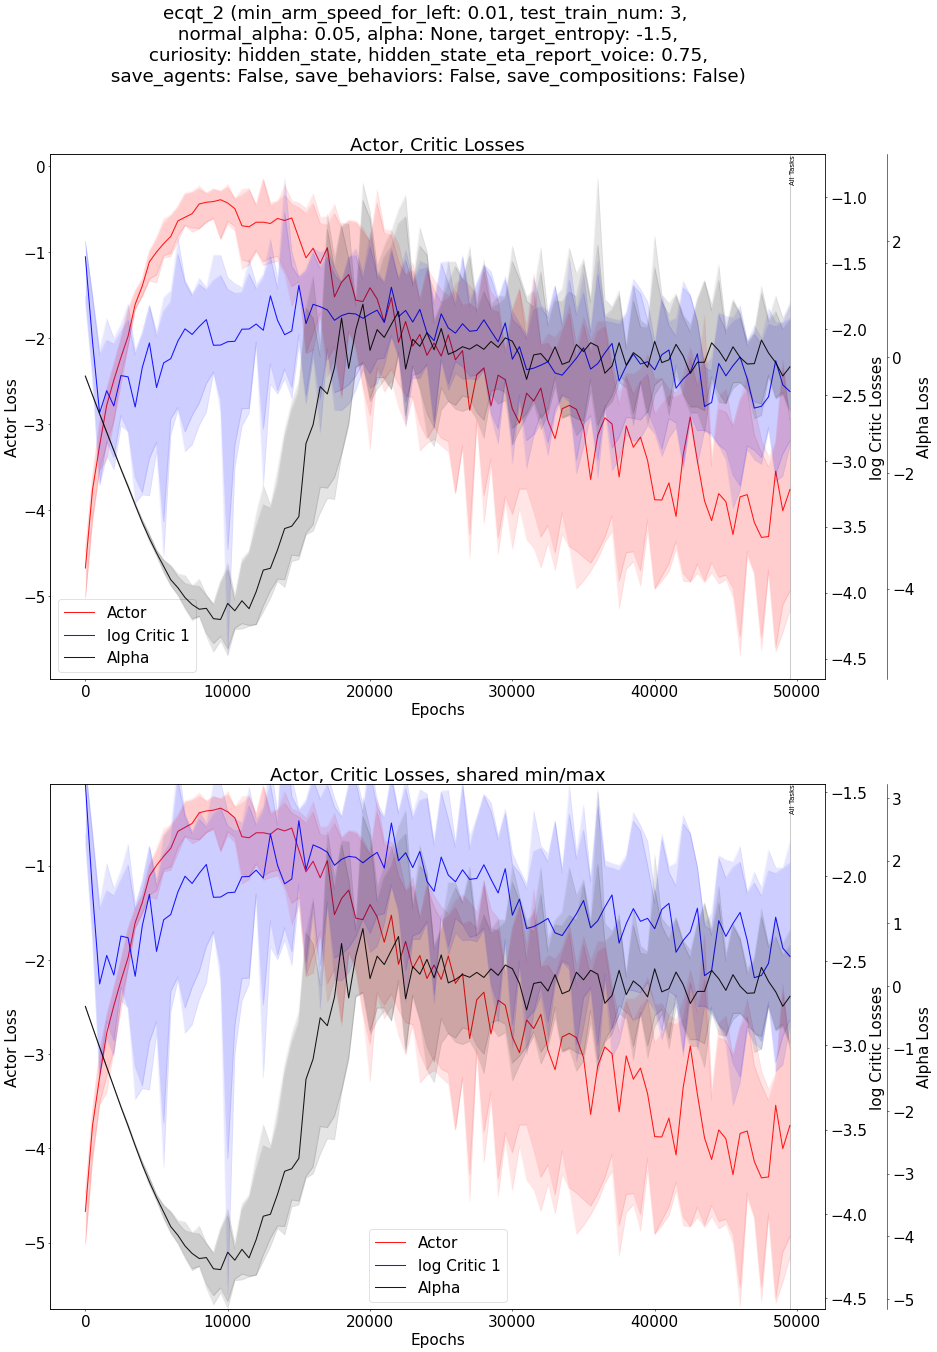 ecqt_2 (min_arm_speed_for_left: 0.01, test_train_num: 3,
normal_alpha: 0.05, alpha: None, target_entropy: -1.5,
curiosity: hidden_state, hidden_state_eta_report_voice: 0.75,
save_agents: False, save_behaviors: False, save_compositions: False)
Actor, Critic Losses
All Tasks
0
−1
−2
−3
−4
−5
Actor Loss
−1.0
−1.5
−2.0
−2.5
−3.0
−3.5
−4.0
−4.5
log Critic Losses
2
0
−2
−4
Alpha Loss
Actor
log Critic 1
Alpha
0 10000 20000 30000 40000 50000
Epochs
Actor, Critic Losses, shared min/max
All Tasks
−1
−2
−3
−4
−5
Actor Loss
−1.5
−2.0
−2.5
−3.0
−3.5
−4.0
−4.5
log Critic Losses
3
2
1
0
−1
−2
−3
−4
−5
Alpha Loss
Actor
log Critic 1
Alpha
0 10000 20000 30000 40000 50000
Epochs